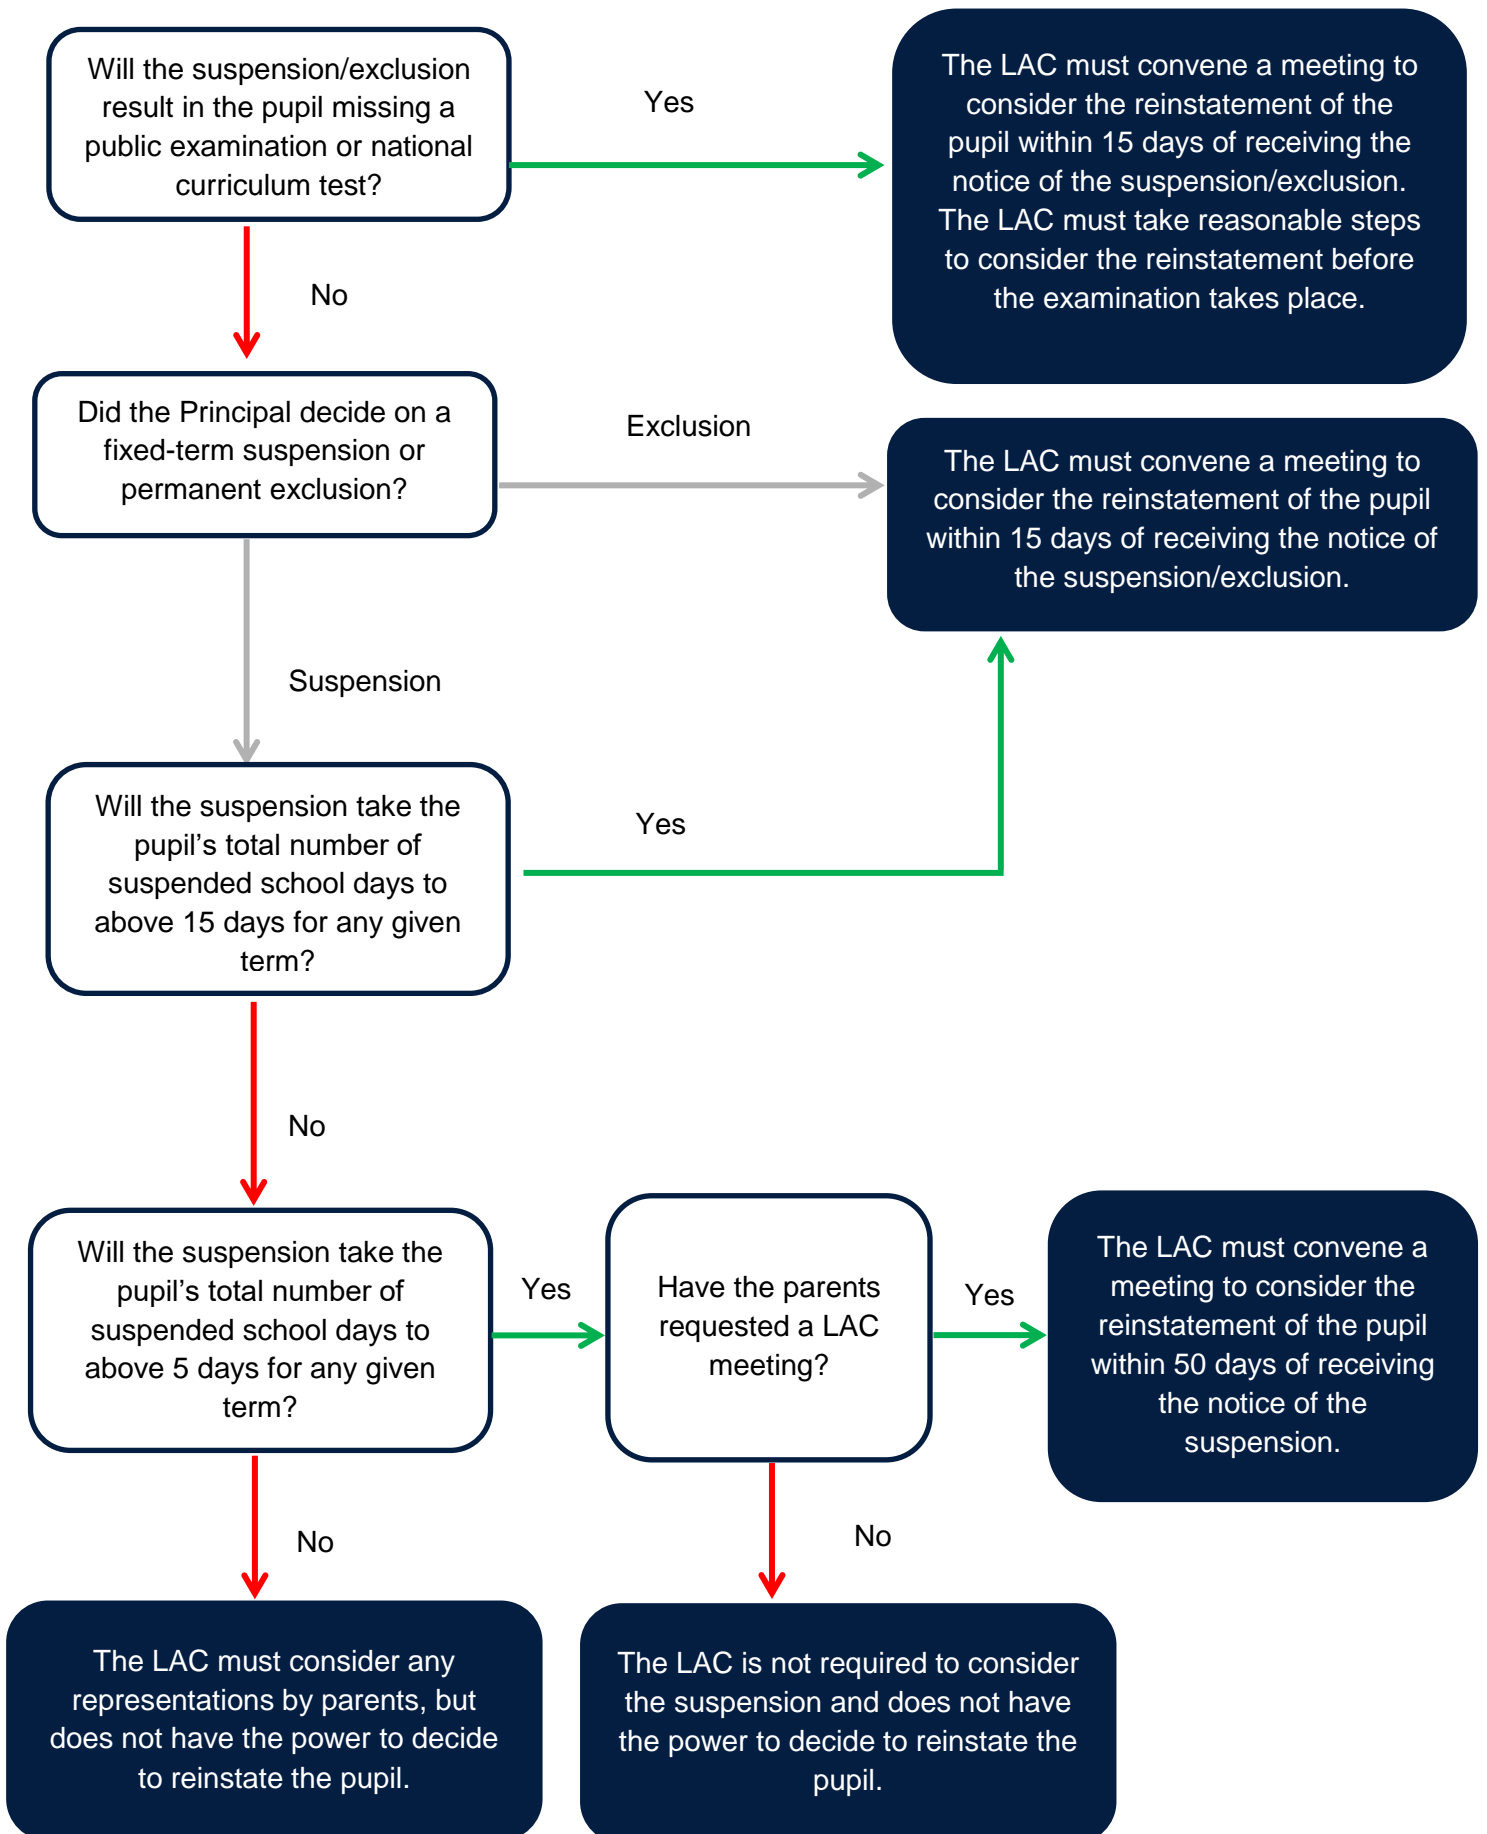 Will the suspension/exclusion
result in the pupil missing a
public examination or national
curriculum test?
Yes
The LAC must convene a meeting to
consider the reinstatement of the
pupil within 15 days of receiving the
notice of the suspension/exclusion.
The LAC must take reasonable steps
to consider the reinstatement before
the examination takes place.
No
Did the Principal decide on a
fixed-term suspension or
permanent exclusion?
Exclusion
The LAC must convene a meeting to
consider the reinstatement of the pupil
within 15 days of receiving the notice of
the suspension/exclusion.
Suspension
Will the suspension take the
pupil’s total number of
suspended school days to
above 15 days for any given
term?
Yes
No
Will the suspension take the
pupil’s total number of
suspended school days to
above 5 days for any given
term?
Yes
Have the parents
requested a LAC
meeting?
Yes
The LAC must convene a
meeting to consider the
reinstatement of the pupil
within 50 days of receiving
the notice of the
suspension.
No
No
The LAC must consider any
representations by parents, but
does not have the power to decide
to reinstate the pupil.
The LAC is not required to consider
the suspension and does not have
the power to decide to reinstate the
pupil.